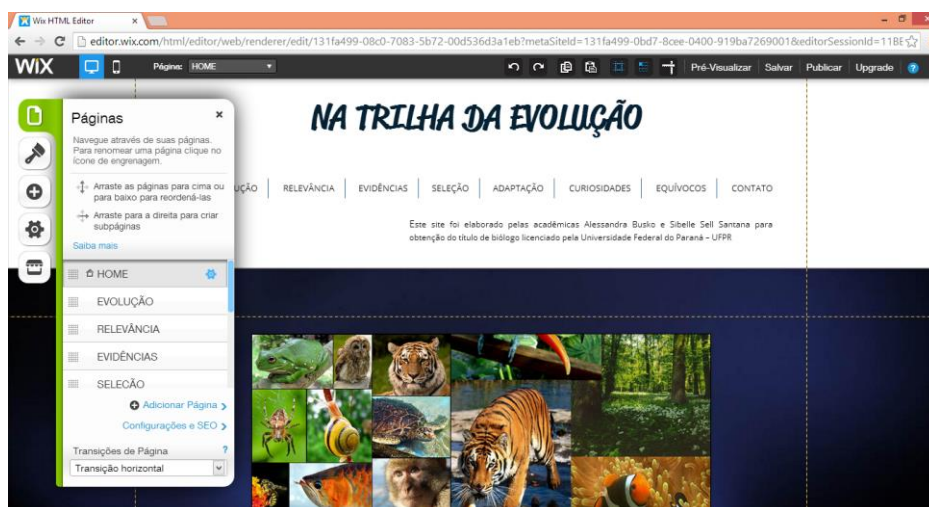 Wix HTML Editor
editor.wix.com/html/editor/web/renderer/edit/131fa499-08c0-7083-5b72-00d536d3a1eb?metaSiteId=131fa499-0bd7-8cee-0400-919ba7269001&editorSessionId=11BE
WiX
Página: HOME
Pré-Visualizar Salvar Publicar Upgrade ?
NA TRILHA DA EVOLUÇÃO
UÇÃO RELEVÂNCIA EVIDÊNCIAS SELEÇÃO ADAPTAÇÃO CURIOSIDADES EQUÍVOCOS CONTATO
Este site foi elaborado pelas acadêmicas Alessandra Busko e Sibelle Sell Santana para
obtenção do título de biólogo licenciado pela Universidade Federal do Paraná – UFPR
Páginas
Navegue através de suas páginas.
Para renomear uma página clique no
ícone de engrenagem.
Arraste as páginas para cima ou
para baixo para reordená-las
Arraste para a direita para criar
subpáginas
Saiba mais
HOME
EVOLUÇÃO
RELEVÂNCIA
EVIDÊNCIAS
SELEÇÃO
Adicionar Página
Configurações e SEO
Transições de Página ?
Transição horizontal